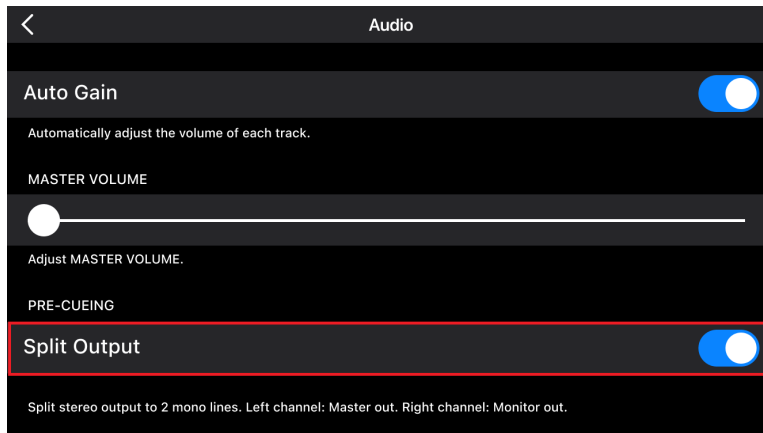 Audio
Auto Gain
Automatically adjust the volume of each track.
MASTER VOLUME
Adjust MASTER VOLUME.
PRE-CUEING
Split Output
Split stereo output to 2 mono lines. Left channel: Master out. Right channel: Monitor out.